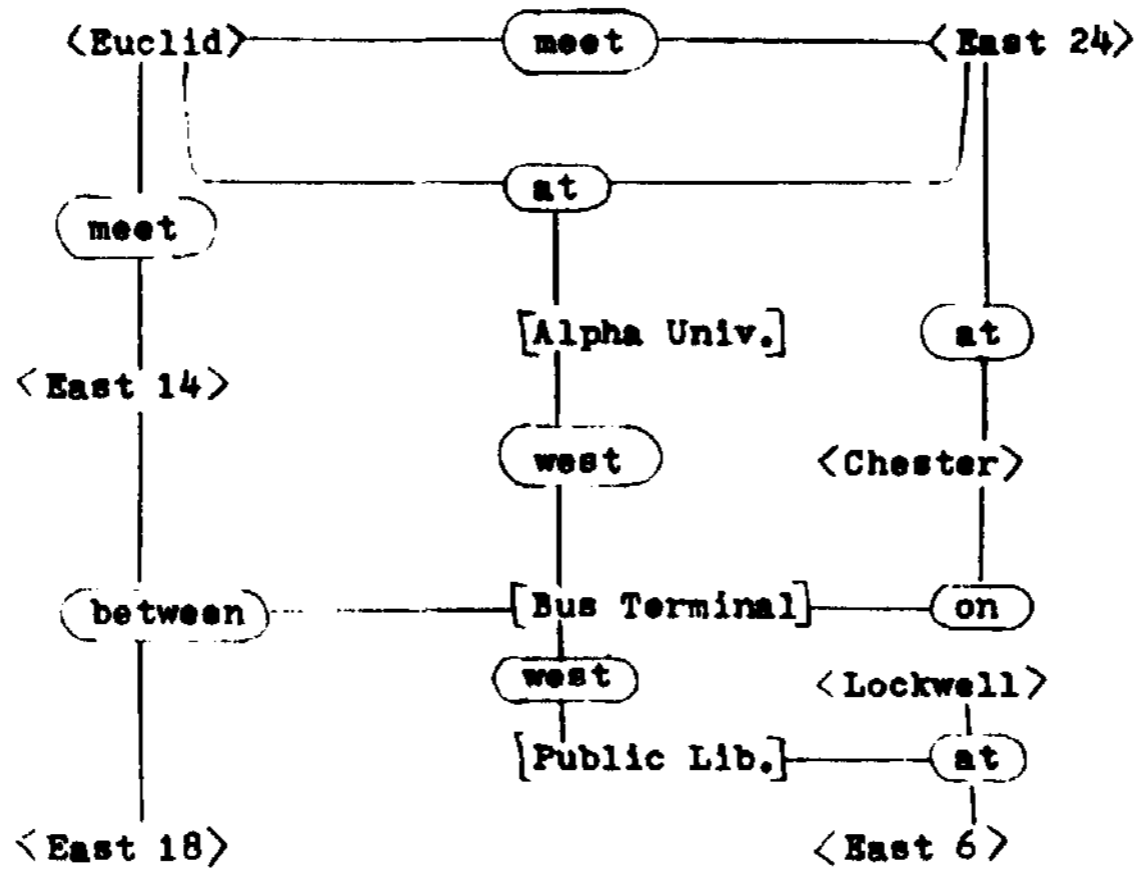 <Euclid> meet <East 24>
at
meet
[Alpha Univ.] at
<East 14>
west <Chester>
between [Bus Terminal] on
west <Lockwell>
[Public Lib.] at
<East 18> <East 6>